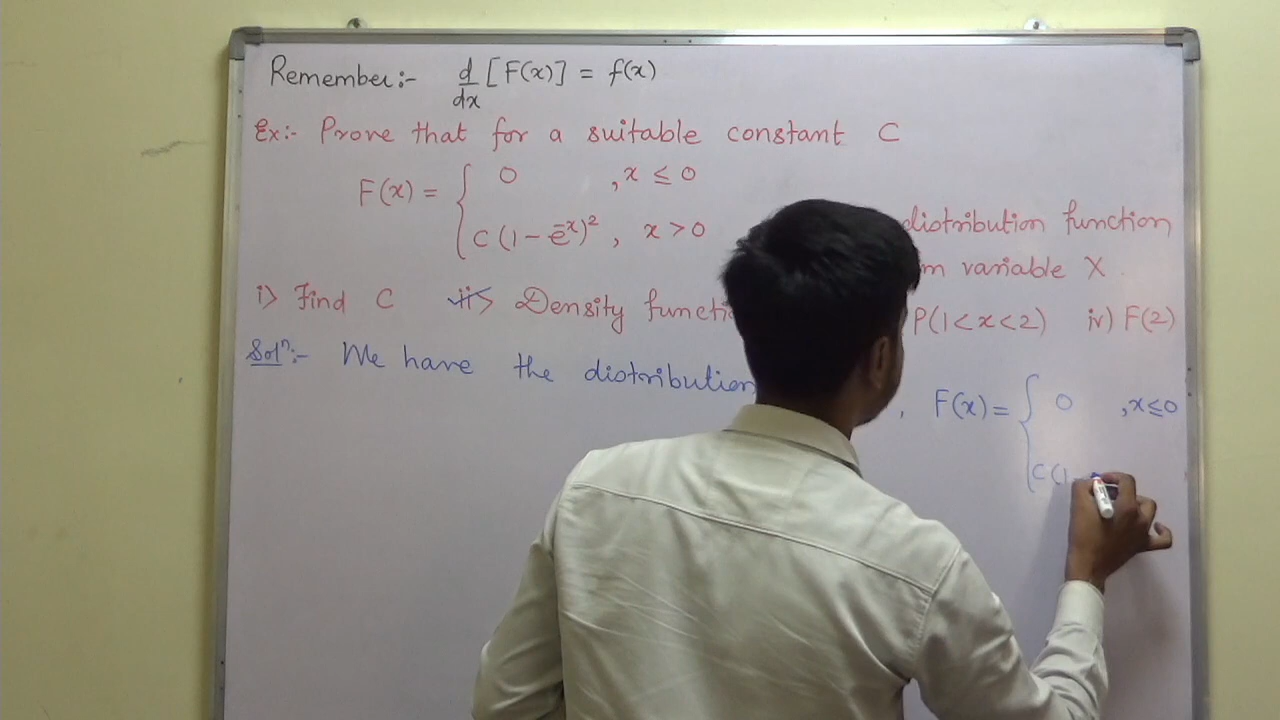 Remember:- d/dx [F(x)] = f(x)
Ex:- Prove that for a suitable constant C
F(x) = { 0 , x ≤ 0
C (1 - e⁻ˣ)² , x > 0
distribution function
variable X.
i> Find C ii> Density P(1 < x < 2) iv) F(2)
Solⁿ:- We have the distribution , F(x) = { 0 , x ≤ 0
C (1 -